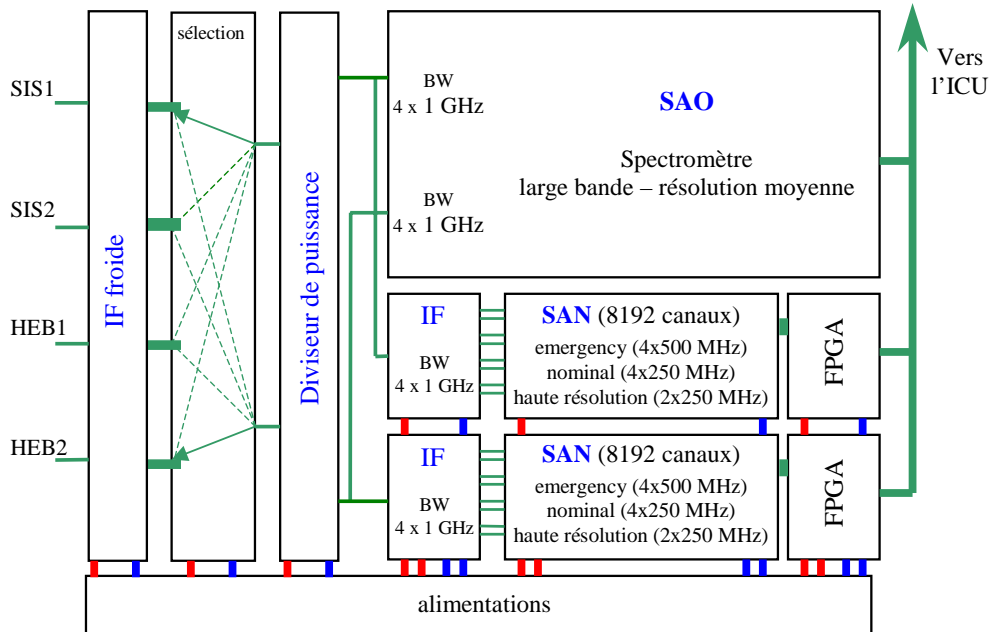 SIS1
SIS2
HEB1
HEB2
IF froide
sélection
Diviseur de puissance
BW
4 x 1 GHz
BW
4 x 1 GHz
SAO
Spectromètre
large bande – résolution moyenne
Vers
l’ICU
IF
BW
4 x 1 GHz
SAN (8192 canaux)
emergency (4x500 MHz)
nominal (4x250 MHz)
haute résolution (2x250 MHz)
FPGA
IF
BW
4 x 1 GHz
SAN (8192 canaux)
emergency (4x500 MHz)
nominal (4x250 MHz)
haute résolution (2x250 MHz)
FPGA
alimentations